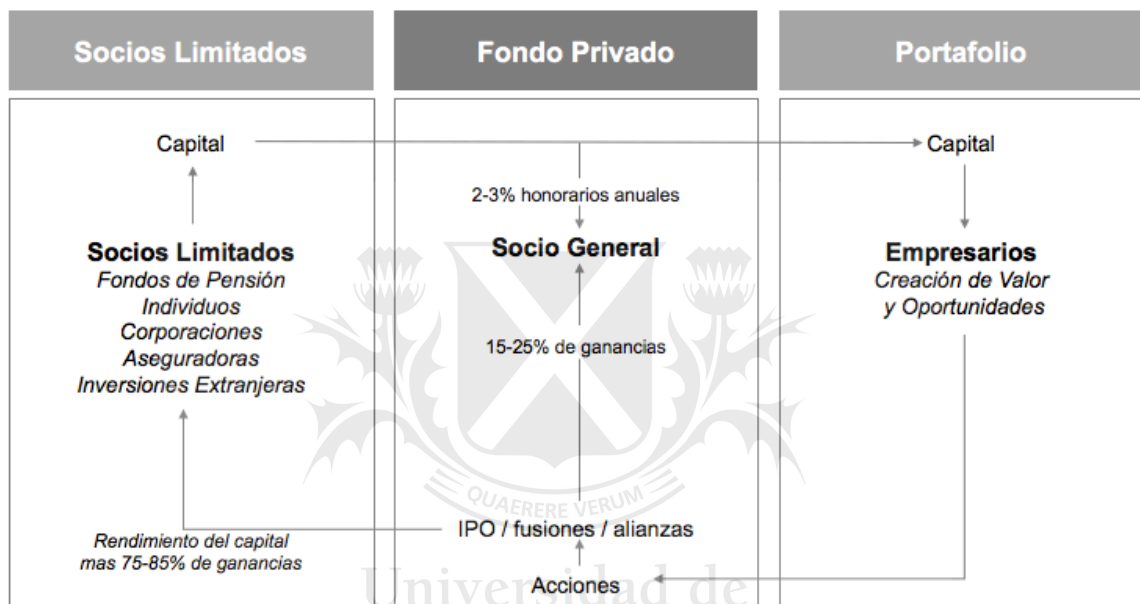 Socios Limitados
Fondo Privado
Portafolio
Capital
Socios Limitados
Fondos de Pensión
Individuos
Corporaciones
Aseguradoras
Inversiones Extranjeras
Rendimiento del capital
mas 75-85% de ganancias
2-3% honorarios anuales
Socio General
15-25% de ganancias
QUAERERE VERUM
IPO / fusiones / alianzas
Acciones
Universidad de
Capital
Empresarios
Creación de Valor
y Oportunidades